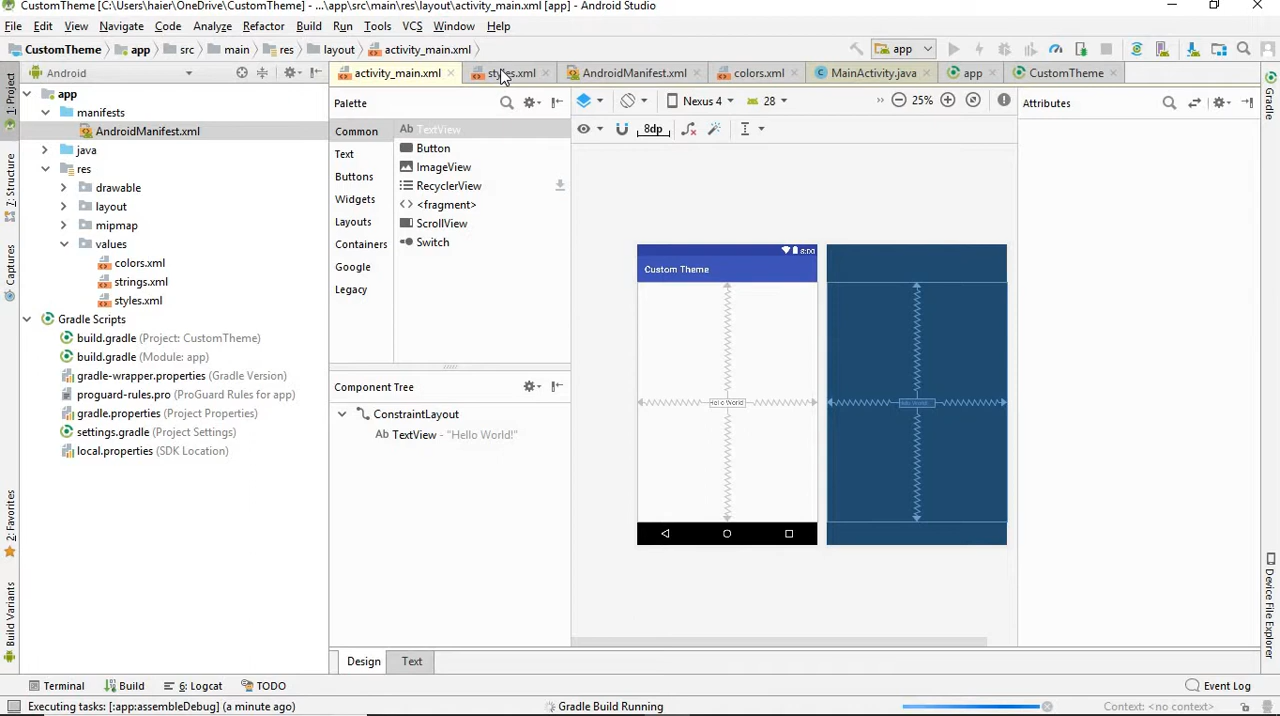 CustomTheme [C:\Users\haier\OneDrive\CustomTheme] - ...\app\src\main\res\layout\activity_main.xml [app] - Android Studio
File Edit View Navigate Code Analyze Refactor Build Run Tools VCS Window Help
CustomTheme app src main res layout activity_main.xml app
Android activity_main.xml styles.xml AndroidManifest.xml colors.xml MainActivity.java app CustomTheme
1: Project
Z: Structure
Captures
2: Favorites
Build Variants
app
manifests
AndroidManifest.xml
java
res
drawable
layout
mipmap
values
colors.xml
strings.xml
styles.xml
Gradle Scripts
build.gradle (Project: CustomTheme)
build.gradle (Module: app)
gradle-wrapper.properties (Gradle Version)
proguard-rules.pro (ProGuard Rules for app)
gradle.properties (Project Properties)
settings.gradle (Project Settings)
local.properties (SDK Location)
Palette
Common
Text
Buttons
Widgets
Layouts
Containers
Google
Legacy
Ab TextView
Button
ImageView
RecyclerView
<fragment>
ScrollView
Switch
Component Tree
ConstraintLayout
Ab TextView - "Hello World!"
Nexus 4 28 25%
8dp
8:00
Custom Theme
Hello World
Attributes
Gradle
Device File Explorer
Design Text
Terminal Build 6: Logcat TODO Event Log
Executing tasks: [:app:assembleDebug] (a minute ago) Gradle Build Running Context: <no context>